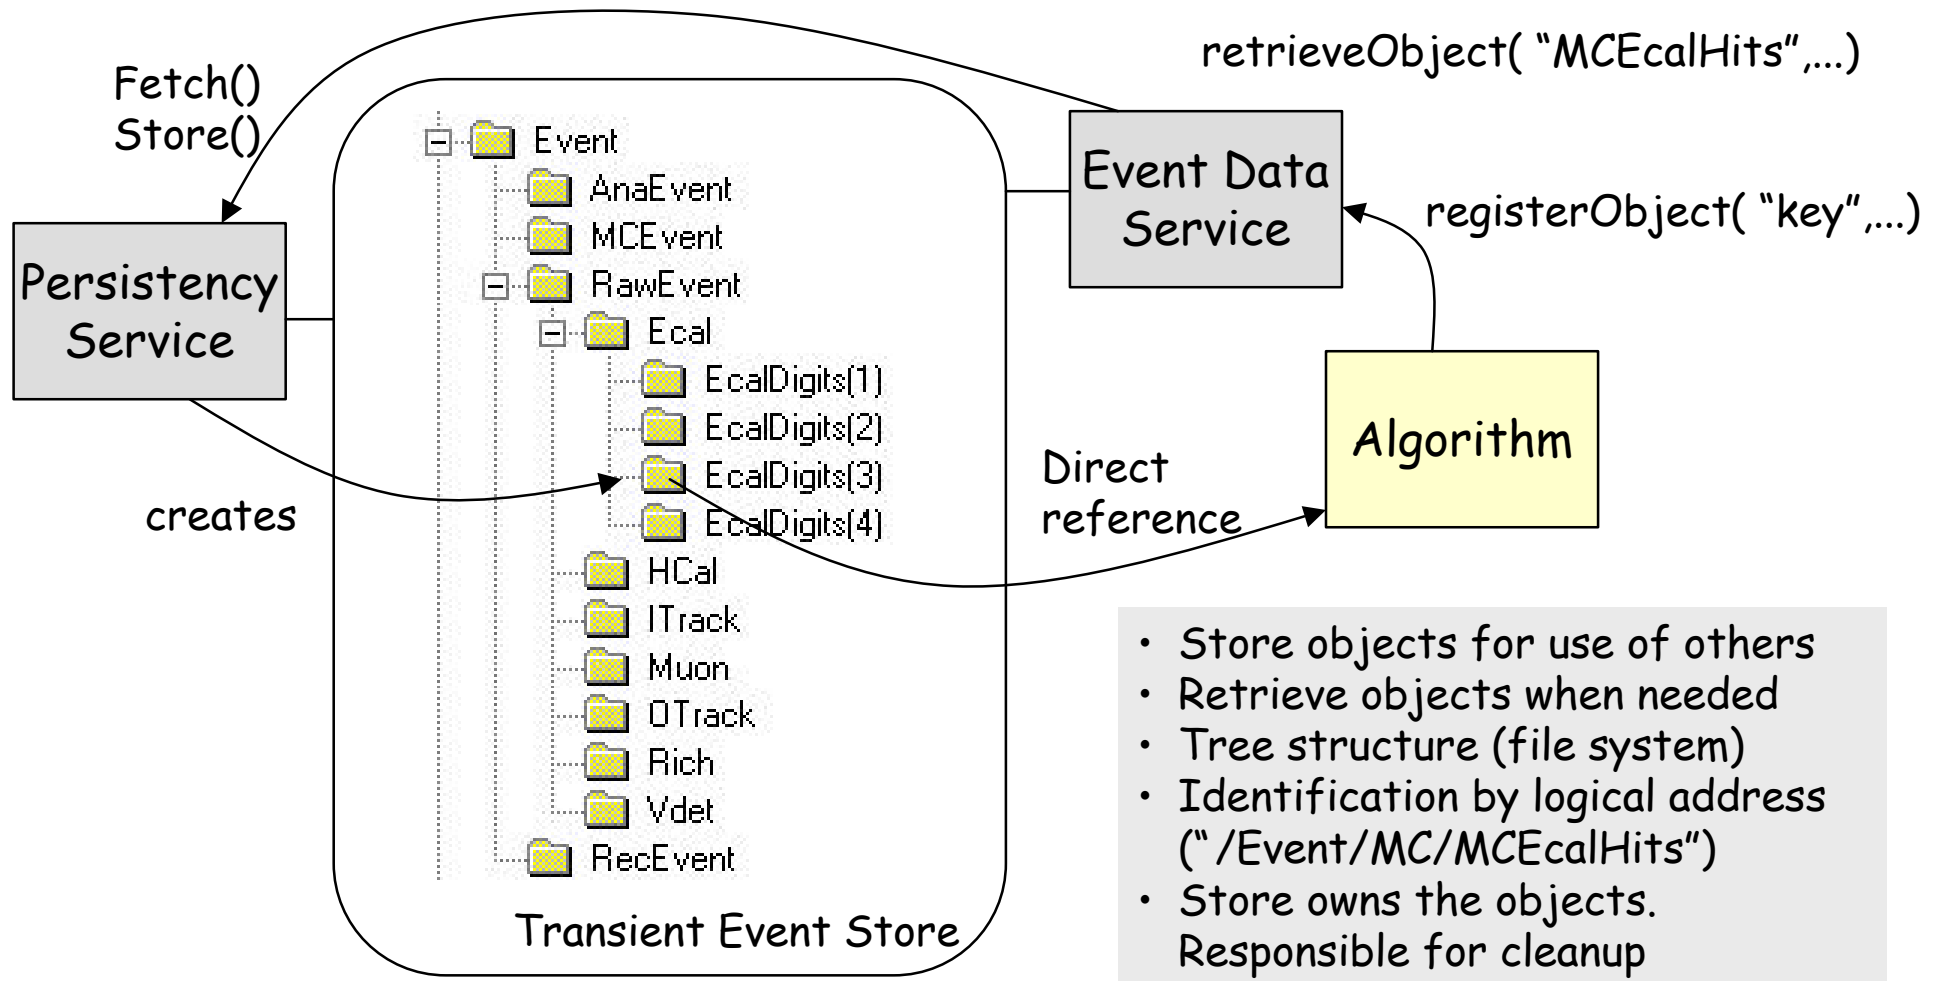 retrieveObject( “MCEcalHits”,...)
Fetch()
Store()
Event
AnaEvent
MCEvent
RawEvent
Ecal
EcalDigits(1)
EcalDigits(2)
EcalDigits(3)
EcalDigits(4)
HCal
ITrack
Muon
OTrack
Rich
Vdet
RecEvent
Transient Event Store
Event Data
Service
registerObject( “key”,...)
Persistency
Service
Algorithm
Direct
reference
creates
• Store objects for use of others
• Retrieve objects when needed
• Tree structure (file system)
• Identification by logical address
(“/Event/MC/MCEcalHits”)
• Store owns the objects.
Responsible for cleanup